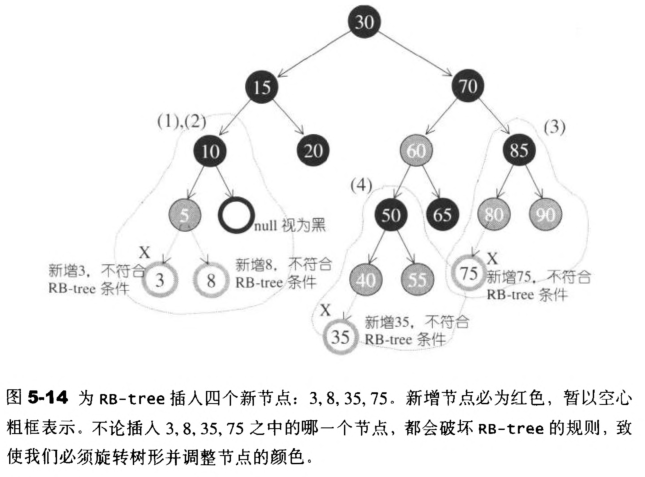 30
15
70
(1),(2)
(3)
10
20
60
85
(4)
5
null 视为黑
50
65
80
90
X
新增3，不符合
RB-tree 条件
3
8
新增8，不符合
RB-tree 条件
40
55
X
75
新增75，不符合
RB-tree 条件
X
35
新增35，不符合
RB-tree 条件
图 5-14 为 RB-tree 插入四个新节点：3, 8, 35, 75。新增节点必为红色，暂以空心
粗框表示。不论插入 3, 8, 35, 75 之中的哪一个节点，都会破坏 RB-tree 的规则，致
使我们必须旋转树形并调整节点的颜色。